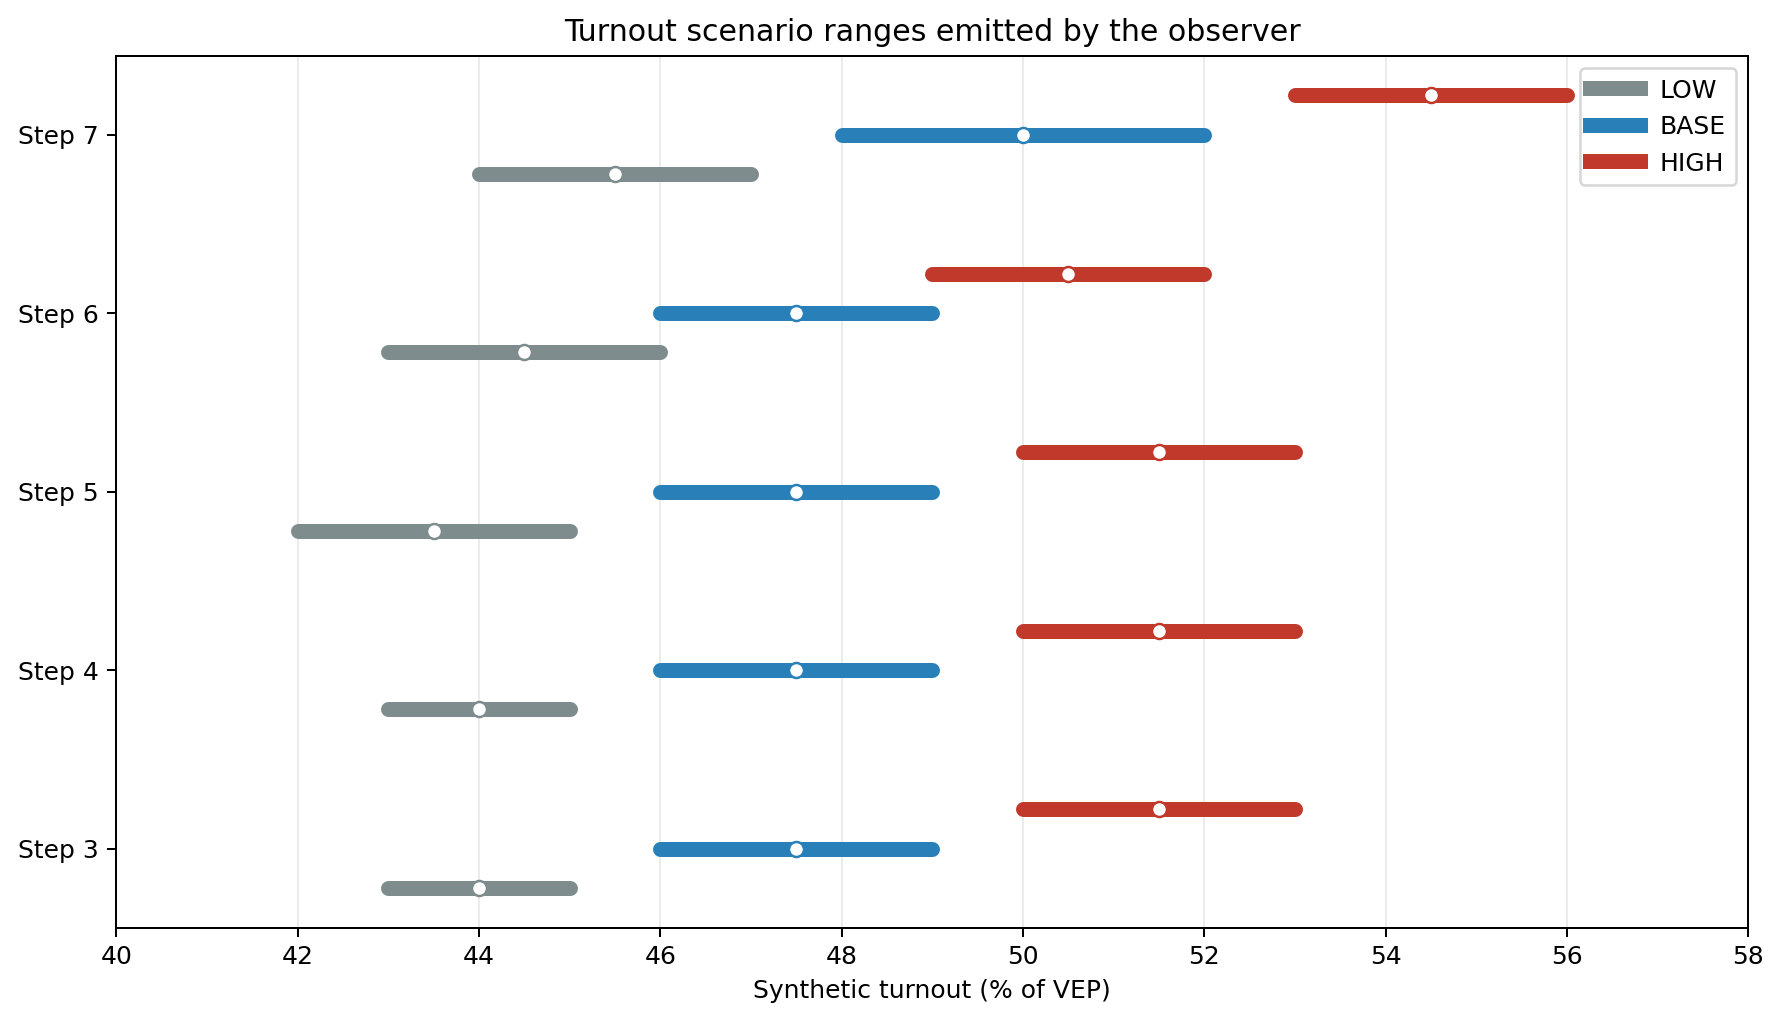 Turnout scenario ranges emitted by the observer
LOW
BASE
HIGH
Step 7
Step 6
Step 5
Step 4
Step 3
40 42 44 46 48 50 52 54 56 58
Synthetic turnout (% of VEP)